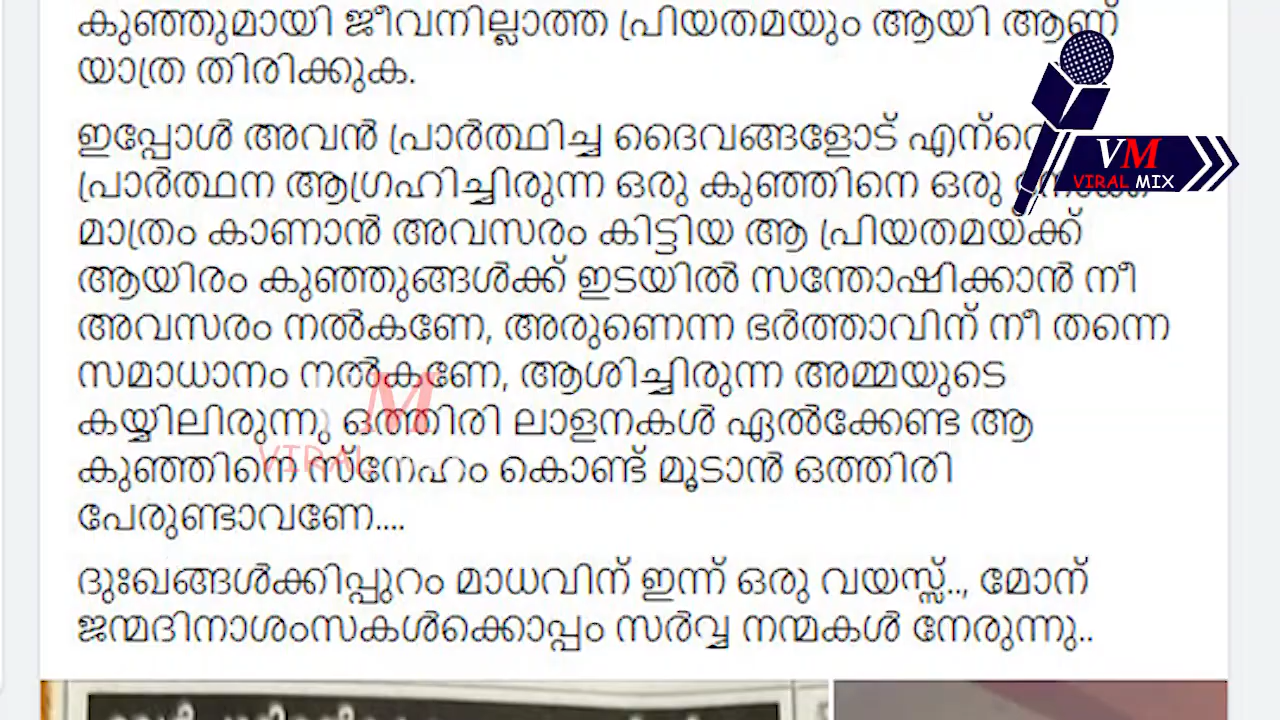 കുഞ്ഞുമായി ജീവനില്ലാത്ത പ്രിയതമയും ആയി ആണ്
യാത്ര തിരിക്കുക.
ഇപ്പോൾ അവൻ പ്രാർത്ഥിച്ച ദൈവങ്ങളോട്
പ്രാർത്ഥന ആഗ്രഹിച്ചിരുന്ന ഒരു കുഞ്ഞിനെ ഒരു
മാത്രം കാണാൻ അവസരം കിട്ടിയ ആ പ്രിയതമയ്ക്ക്
ആയിരം കുഞ്ഞുങ്ങൾക്ക് ഇടയിൽ സന്തോഷിക്കാൻ നീ
അവസരം നൽകണേ, അരുണെന്ന ഭർത്താവിന് നീ തന്നെ
സമാധാനം നൽകണേ, ആശിച്ചിരുന്ന അമ്മയുടെ
കയ്യിലിരുന്നു ഒത്തിരി ലാളനകൾ ഏൽക്കേണ്ട ആ
കുഞ്ഞിനെ സ്നേഹം കൊണ്ട് മൂടാൻ ഒത്തിരി
പേരുണ്ടാവണേ....
ദുഃഖങ്ങൾക്കിപ്പുറം മാധവിന് ഇന്ന് ഒരു വയസ്സ്.., മോന്
ജന്മദിനാശംസകൾക്കൊപ്പം സർവ്വ നന്മകൾ നേരുന്നു..
VM
VIRAL MIX
M
VIRAL